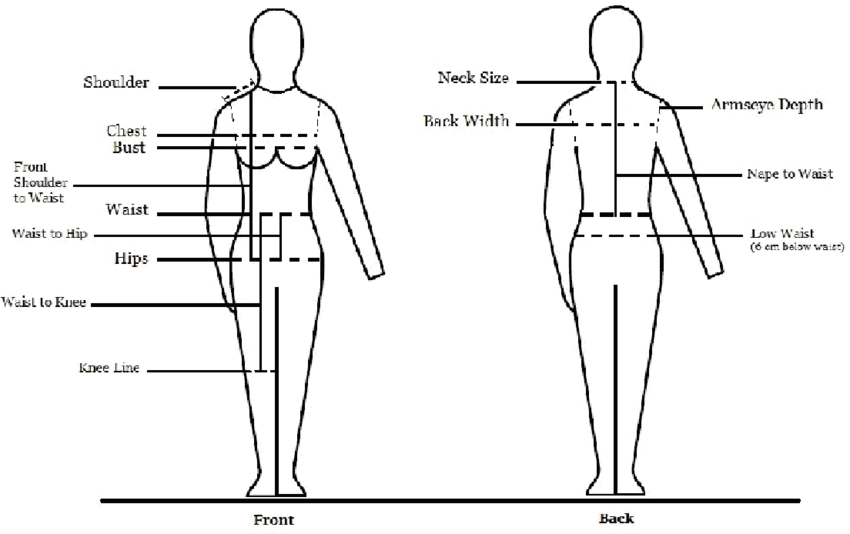 Shoulder
Chest
Bust
Front
Shoulder
to Waist
Waist
Waist to Hip
Hips
Waist to Knee
Knee Line
Front
Neck Size
Back Width
Armseye Depth
Nape to Waist
Low Waist
(6 cm below waist)
Back